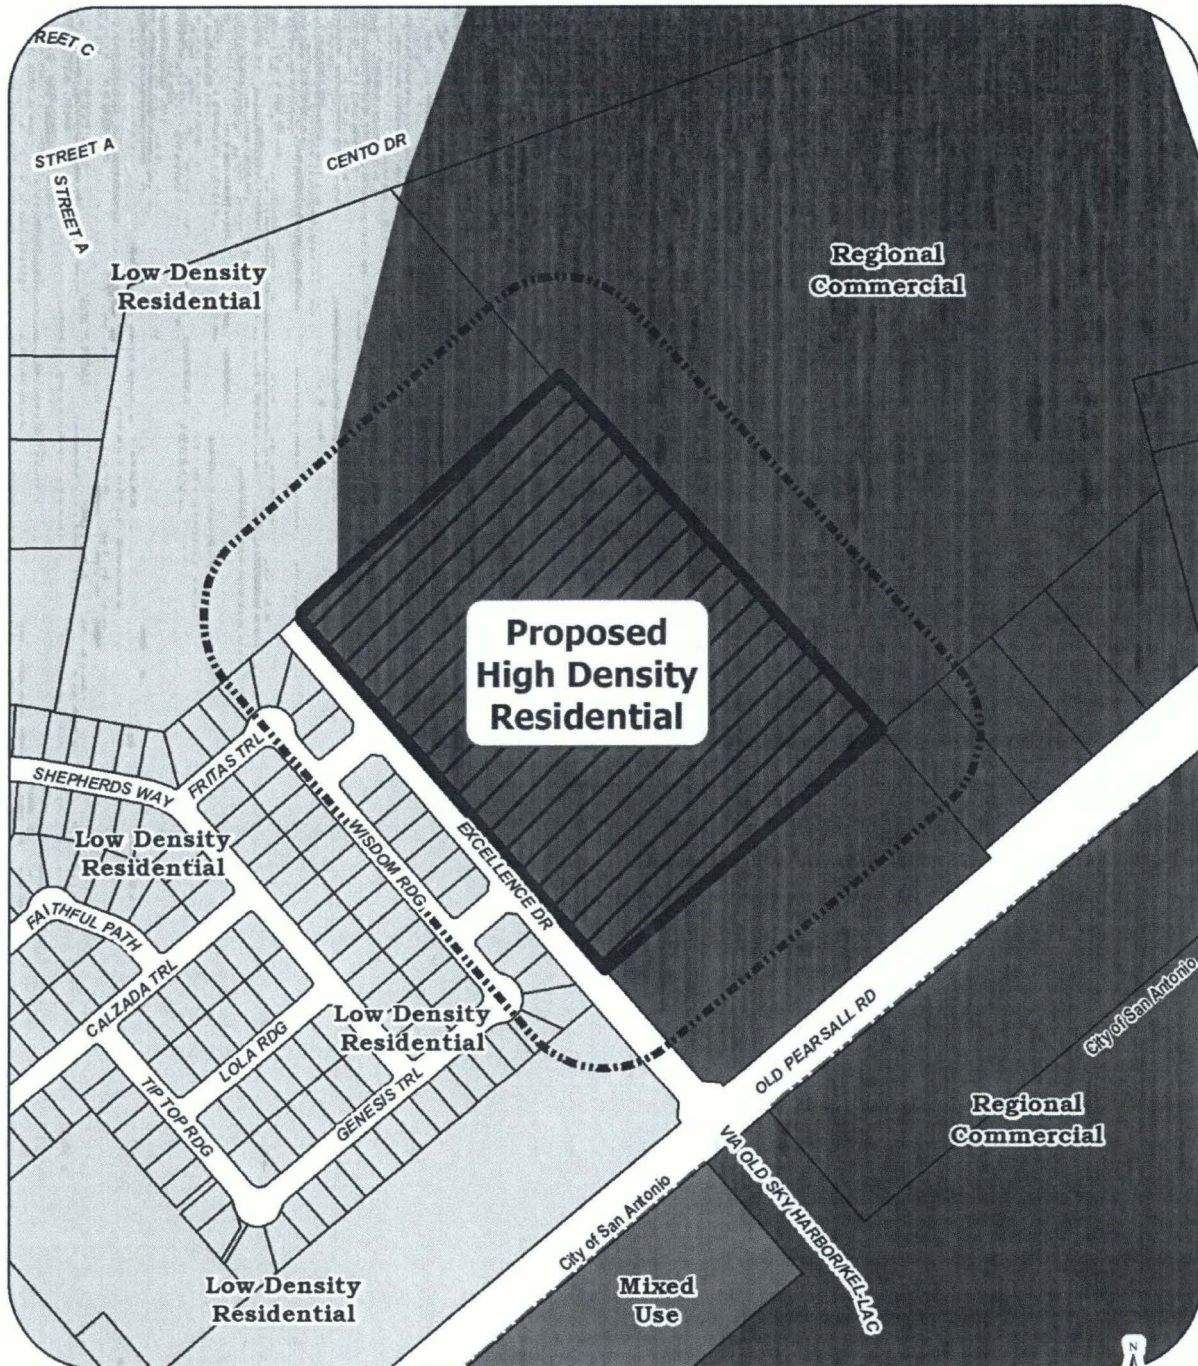 REET C
STREET A
STREET A
CENTO DR
Low Density
Residential
Regional
Commercial
Proposed
High Density
Residential
FRITAS TRL
SHEPHERDS WAY
Low Density
Residential
WISDOM RDG
EXCELLENCE DR
FAITHFUL PATH
CALZADA TRL
LOLA RDG
Low Density
Residential
TIP TOP RDG
GENESIS TRL
OLD PEARSALL RD
City of San Antonio
Regional
Commercial
VIA OLD SKY HARBOR/KEL-LAC
City of San Antonio
Low Density
Residential
Mixed
Use
N